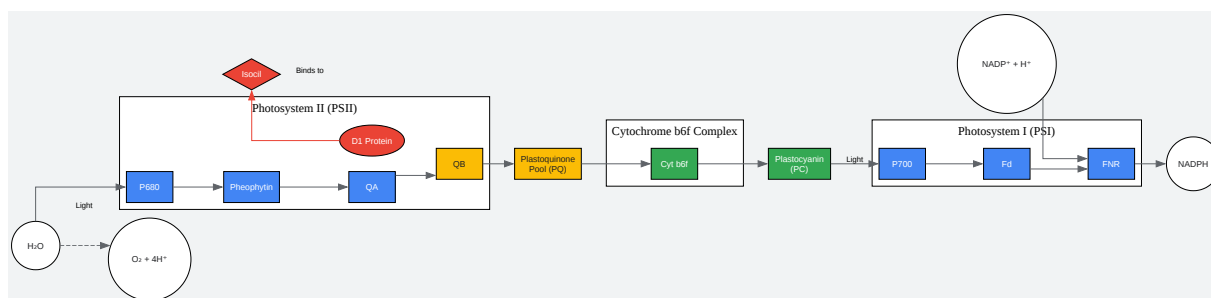 Isocil
Binds to
Photosystem II (PSII)
D1 Protein
P680
Pheophytin
QA
QB
Plastoquinone
Pool (PQ)
Cytochrome b6f Complex
Cyt b6f
Plastocyanin
(PC)
Light
NADP⁺ + H⁺
Photosystem I (PSI)
P700
Fd
FNR
NADPH
Light
H₂O
O₂ + 4H⁺